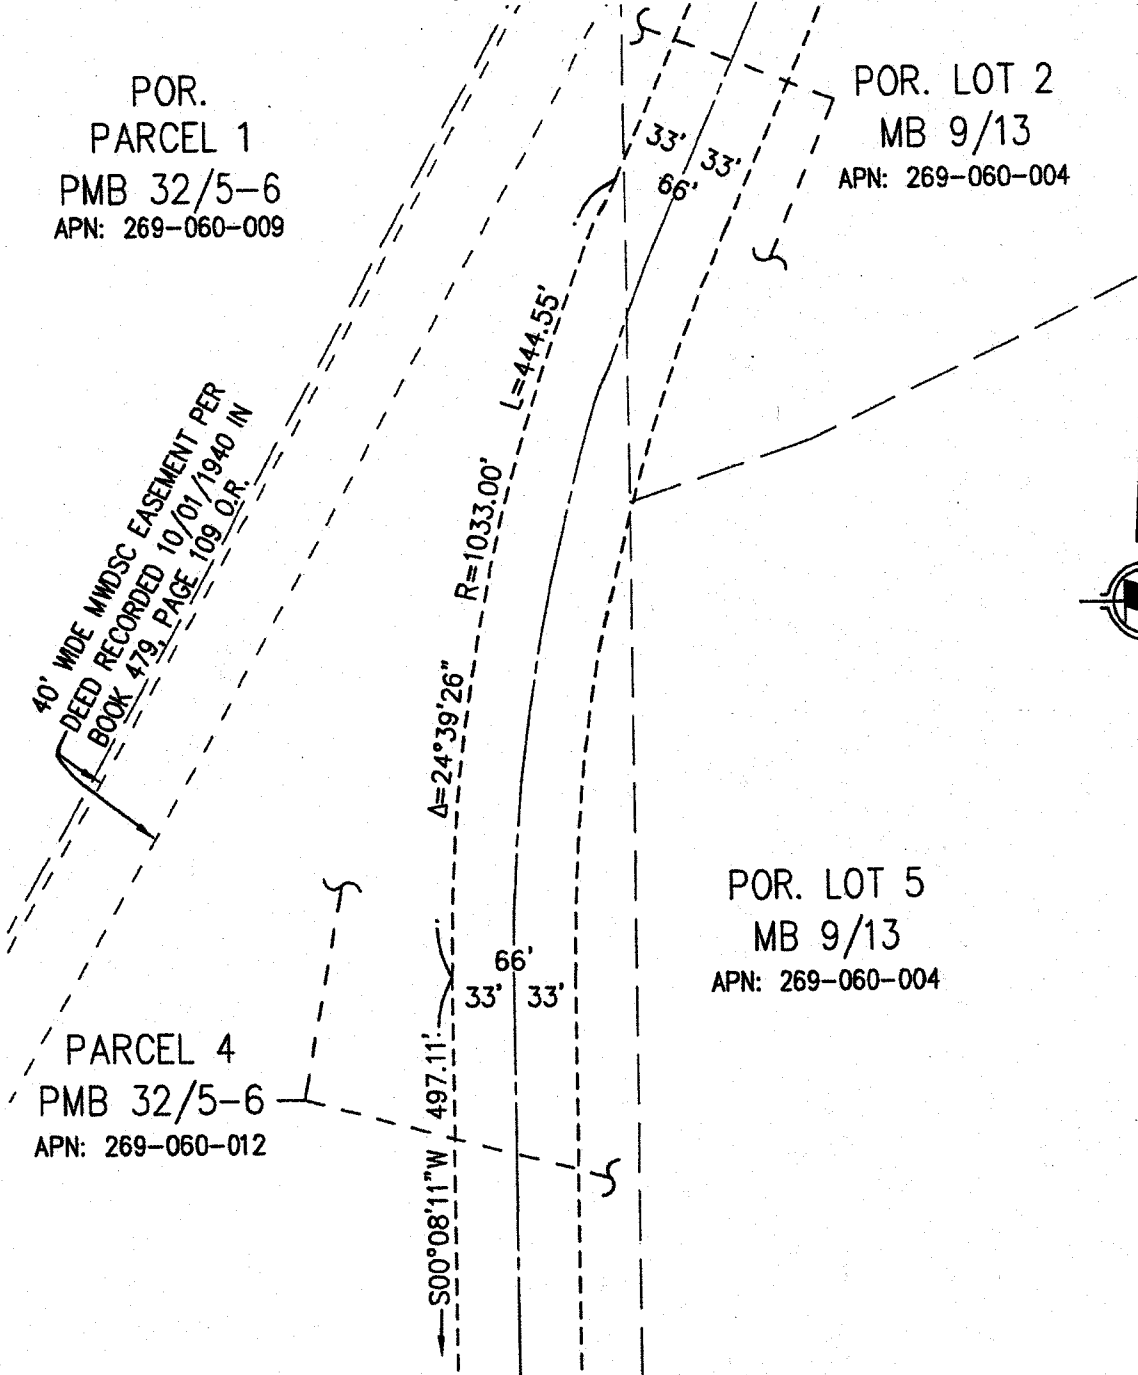 POR.
PARCEL 1
PMB 32/5-6
APN: 269-060-009
POR. LOT 2
MB 9/13
APN: 269-060-004
33'
33'
66'
L=444.55'
R=1033.00'
Δ=24°39'26"
40' WIDE MWDSC EASEMENT PER
DEED RECORDED 10/01/1940 IN
BOOK 479, PAGE 109 O.R.
POR. LOT 5
MB 9/13
APN: 269-060-004
66'
33'
33'
PARCEL 4
PMB 32/5-6
APN: 269-060-012
S00°08'11"W 497.11'